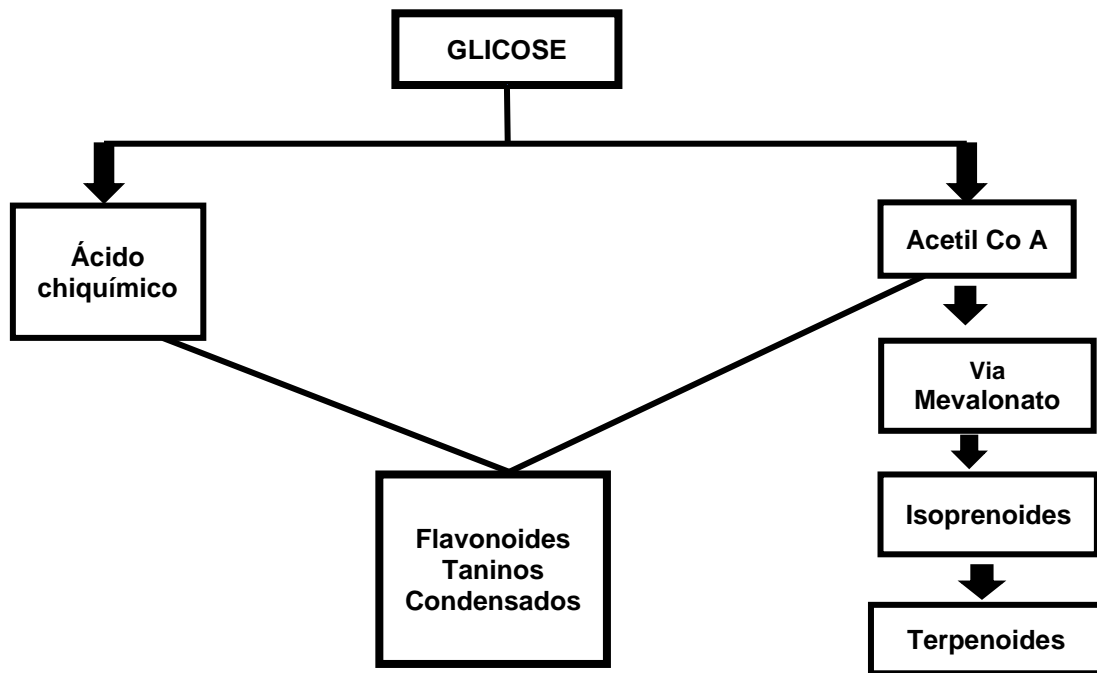 GLICOSE
Ácido
chiquímico
Acetil Co A
Via
Mevalonato
Isoprenoides
Flavonoides
Taninos
Condensados
Terpenoides